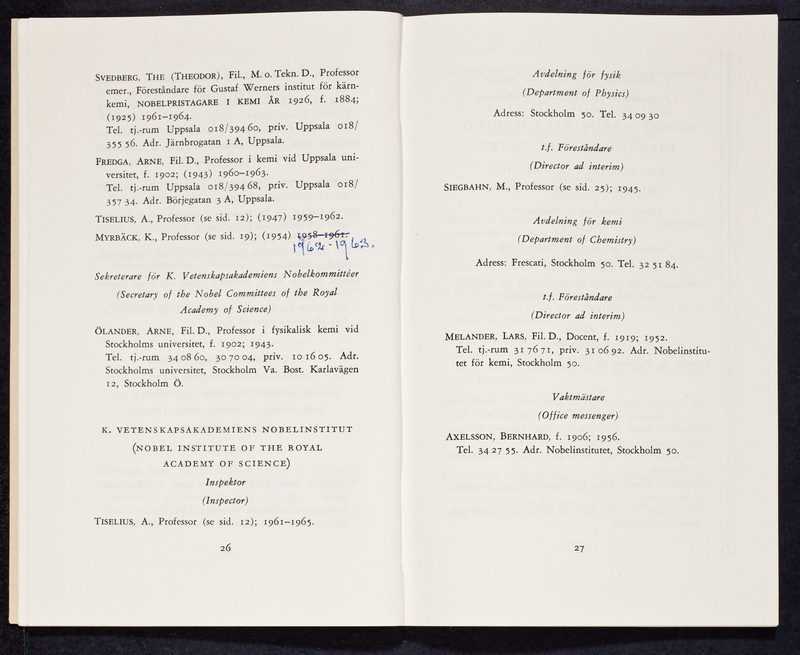 SVEDBERG, THE (THEODOR), Fil., M. o. Tekn. D., Professor
emer., Föreståndare för Gustaf Werners institut för kärn-
kemi, NOBELPRISTAGARE I KEMI ÅR 1926, f. 1884;
(1925) 1961–1964.
Tel. tj.-rum Uppsala 018/394 60, priv. Uppsala 018/
355 56. Adr. Järnbrogatan 1 A, Uppsala.
FREDGA, ARNE, Fil. D., Professor i kemi vid Uppsala uni-
versitet, f. 1902; (1943) 1960–1963.
Tel. tj.-rum Uppsala 018/394 68, priv. Uppsala 018/
357 34. Adr. Börjegatan 3 A, Uppsala.
TISELIUS, A., Professor (se sid. 12); (1947) 1959–1962.
MYRBÄCK, K., Professor (se sid. 19); (1954) 1958–1961.
1962-1963.
Sekreterare för K. Vetenskapsakademiens Nobelkommittéer
(Secretary of the Nobel Committees of the Royal
Academy of Science)
ÖLANDER, ARNE, Fil. D., Professor i fysikalisk kemi vid
Stockholms universitet, f. 1902; 1943.
Tel. tj.-rum 34 08 60, 30 70 04, priv. 10 16 05. Adr.
Stockholms universitet, Stockholm Va. Bost. Karlavägen
12, Stockholm Ö.
K. VETENSKAPSAKADEMIENS NOBELINSTITUT
(NOBEL INSTITUTE OF THE ROYAL
ACADEMY OF SCIENCE)
Inspektor
(Inspector)
TISELIUS, A., Professor (se sid. 12); 1961–1965.
26
Avdelning för fysik
(Department of Physics)
Adress: Stockholm 50. Tel. 34 09 30
t.f. Föreståndare
(Director ad interim)
SIEGBAHN, M., Professor (se sid. 25); 1945.
Avdelning för kemi
(Department of Chemistry)
Adress: Frescati, Stockholm 50. Tel. 32 51 84.
t.f. Föreståndare
(Director ad interim)
MELANDER, LARS, Fil. D., Docent, f. 1919; 1952.
Tel. tj.-rum 31 76 71, priv. 31 06 92. Adr. Nobelinstitu-
tet för kemi, Stockholm 50.
Vaktmästare
(Office messenger)
AXELSSON, BERNHARD, f. 1906; 1956.
Tel. 34 27 55. Adr. Nobelinstitutet, Stockholm 50.
27